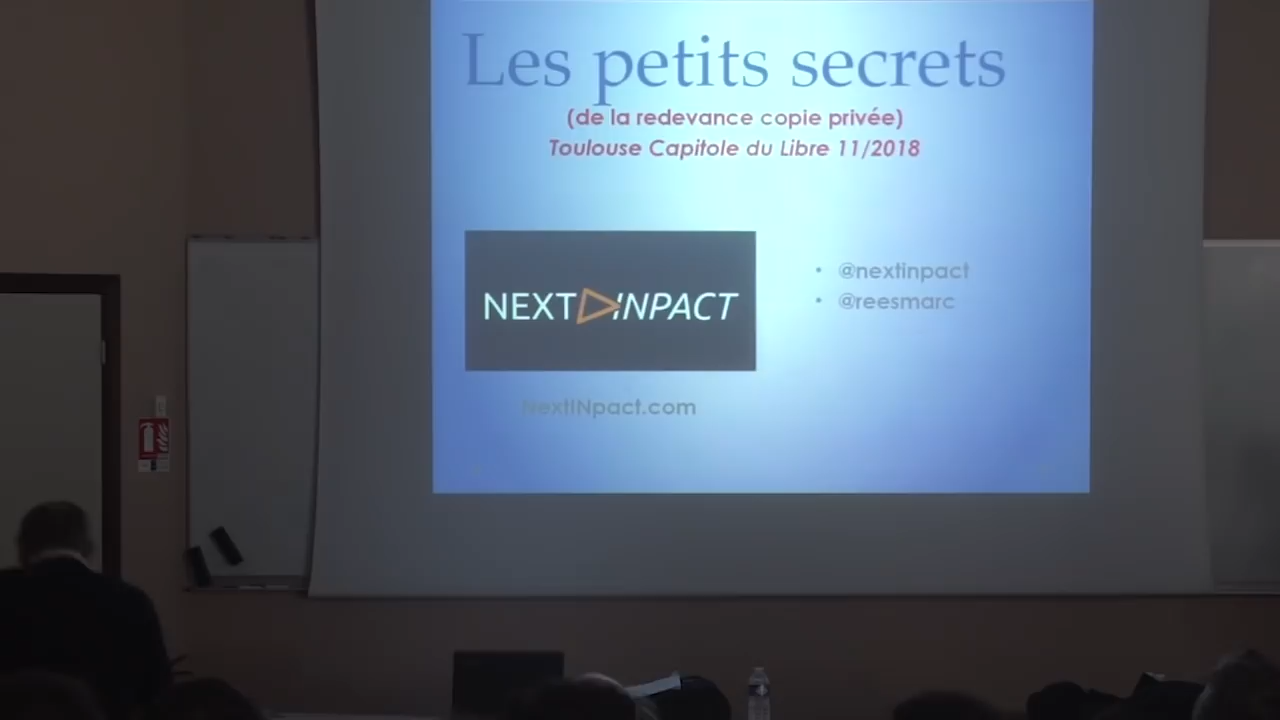 Les petits secrets
(de la redevance copie privée)
Toulouse Capitole du Libre 11/2018
NEXT INPACT
• @nextinpact
• @reesmarc
NextINpact.com